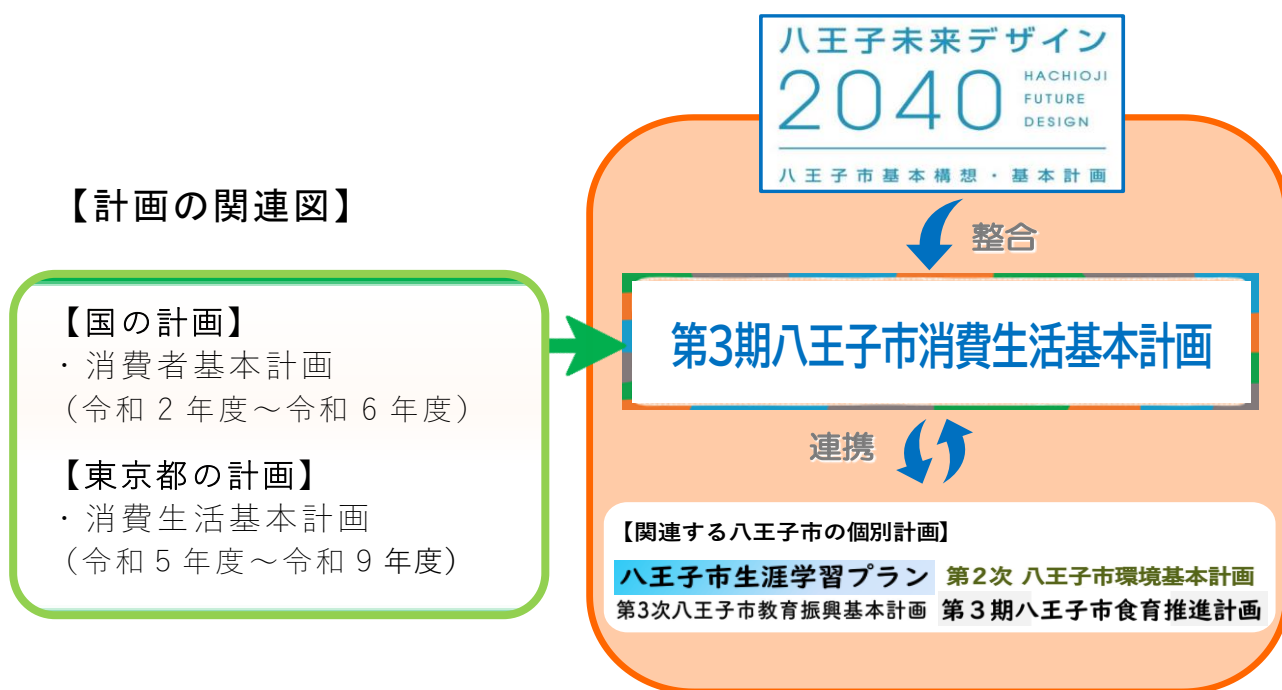 【計画の関連図】
【国の計画】
・消費者基本計画
（令和2年度～令和6年度）
【東京都の計画】
・消費生活基本計画
（令和5年度～令和9年度）
八王子未来デザイン
2040 HACHIOJI
FUTURE
DESIGN
八王子市基本構想・基本計画
整合
第3期八王子市消費生活基本計画
連携
【関連する八王子市の個別計画】
八王子市生涯学習プラン 第2次 八王子市環境基本計画
第3次八王子市教育振興基本計画 第3期八王子市食育推進計画